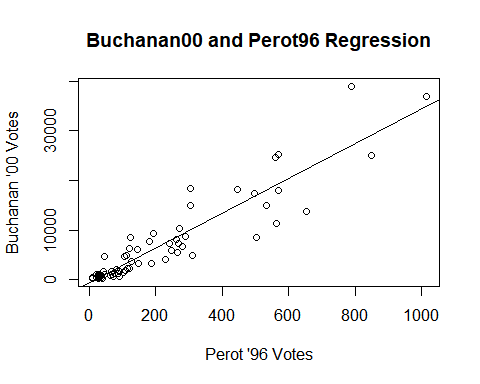 Buchanan00 and Perot96 Regression
Buchanan '00 Votes
30000
10000
0
0 200 400 600 800 1000
Perot '96 Votes